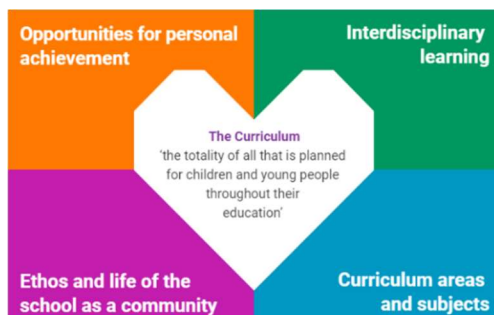 Opportunities for personal
achievement
Interdisciplinary
learning
The Curriculum
'the totality of all that is planned
for children and young people
throughout their
education'
Ethos and life of the
school as a community
Curriculum areas
and subjects